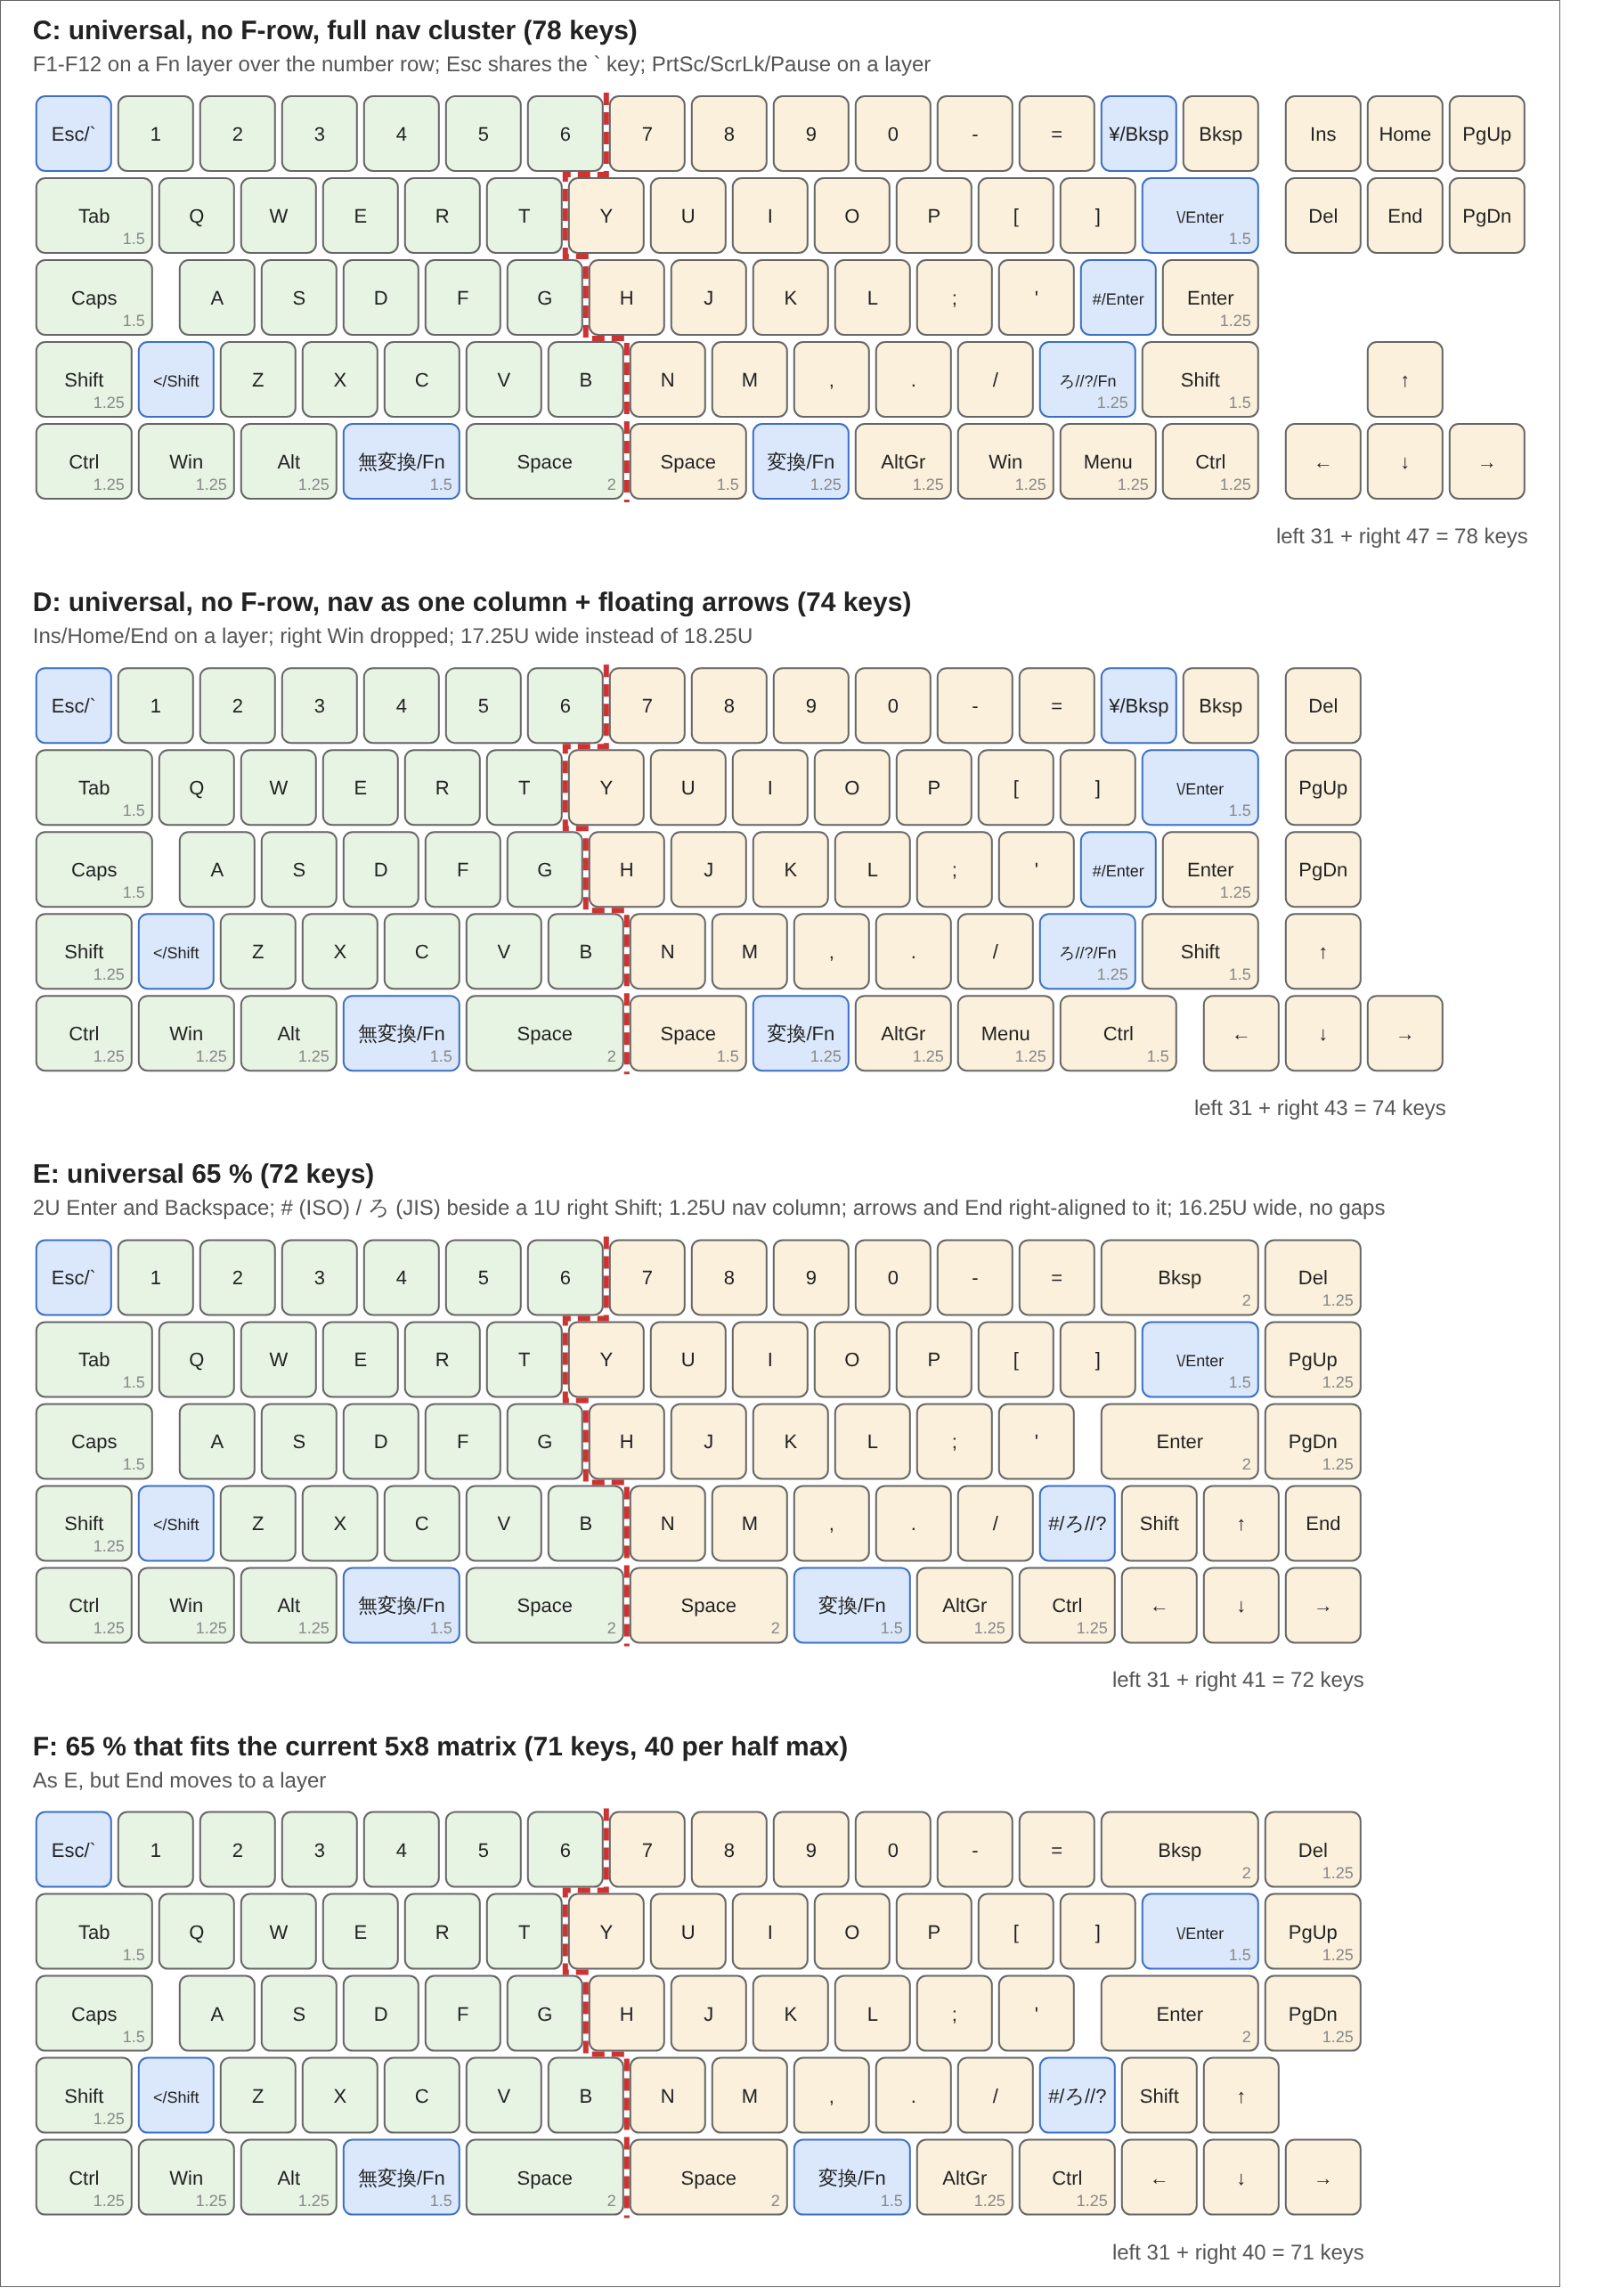 C: universal, no F-row, full nav cluster (78 keys)
F1-F12 on a Fn layer over the number row; Esc shares the ` key; PrtSc/ScrLk/Pause on a layer
Esc/` 1 2 3 4 5 6 7 8 9 0 - = ¥/Bksp Bksp Ins Home PgUp
Tab 1.5 Q W E R T Y U I O P [ ] \/Enter 1.5 Del End PgDn
Caps 1.5 A S D F G H J K L ; ' #/Enter Enter 1.25
Shift 1.25 </Shift Z X C V B N M , . / ろ//?/Fn 1.25 Shift 1.5 ↑
Ctrl 1.25 Win 1.25 Alt 1.25 無変換/Fn 1.5 Space 2 Space 1.5 変換/Fn 1.25 AltGr 1.25 Win 1.25 Menu 1.25 Ctrl 1.25 ← ↓ →
left 31 + right 47 = 78 keys
D: universal, no F-row, nav as one column + floating arrows (74 keys)
Ins/Home/End on a layer; right Win dropped; 17.25U wide instead of 18.25U
Esc/` 1 2 3 4 5 6 7 8 9 0 - = ¥/Bksp Bksp Del
Tab 1.5 Q W E R T Y U I O P [ ] \/Enter 1.5 PgUp
Caps 1.5 A S D F G H J K L ; ' #/Enter Enter 1.25 PgDn
Shift 1.25 </Shift Z X C V B N M , . / ろ//?/Fn 1.25 Shift 1.5 ↑
Ctrl 1.25 Win 1.25 Alt 1.25 無変換/Fn 1.5 Space 2 Space 1.5 変換/Fn 1.25 AltGr 1.25 Menu 1.25 Ctrl 1.5 ← ↓ →
left 31 + right 43 = 74 keys
E: universal 65 % (72 keys)
2U Enter and Backspace; # (ISO) / ろ (JIS) beside a 1U right Shift; 1.25U nav column; arrows and End right-aligned to it; 16.25U wide, no gaps
Esc/` 1 2 3 4 5 6 7 8 9 0 - = Bksp 2 Del 1.25
Tab 1.5 Q W E R T Y U I O P [ ] \/Enter 1.5 PgUp 1.25
Caps 1.5 A S D F G H J K L ; ' Enter 2 PgDn 1.25
Shift 1.25 </Shift Z X C V B N M , . / #/ろ//? Shift ↑ End
Ctrl 1.25 Win 1.25 Alt 1.25 無変換/Fn 1.5 Space 2 Space 2 変換/Fn 1.5 AltGr 1.25 Ctrl 1.25 ← ↓ →
left 31 + right 41 = 72 keys
F: 65 % that fits the current 5x8 matrix (71 keys, 40 per half max)
As E, but End moves to a layer
Esc/` 1 2 3 4 5 6 7 8 9 0 - = Bksp 2 Del 1.25
Tab 1.5 Q W E R T Y U I O P [ ] \/Enter 1.5 PgUp 1.25
Caps 1.5 A S D F G H J K L ; ' Enter 2 PgDn 1.25
Shift 1.25 </Shift Z X C V B N M , . / #/ろ//? Shift ↑
Ctrl 1.25 Win 1.25 Alt 1.25 無変換/Fn 1.5 Space 2 Space 2 変換/Fn 1.5 AltGr 1.25 Ctrl 1.25 ← ↓ →
left 31 + right 40 = 71 keys